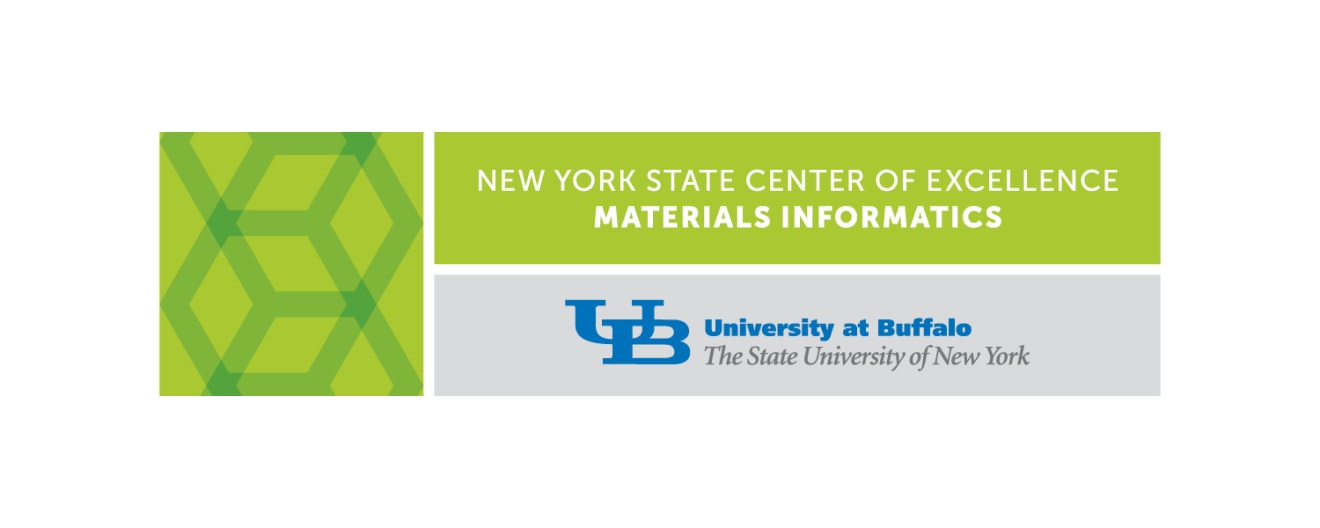 NEW YORK STATE CENTER OF EXCELLENCE
MATERIALS INFORMATICS
UB
University at Buffalo
The State University of New York